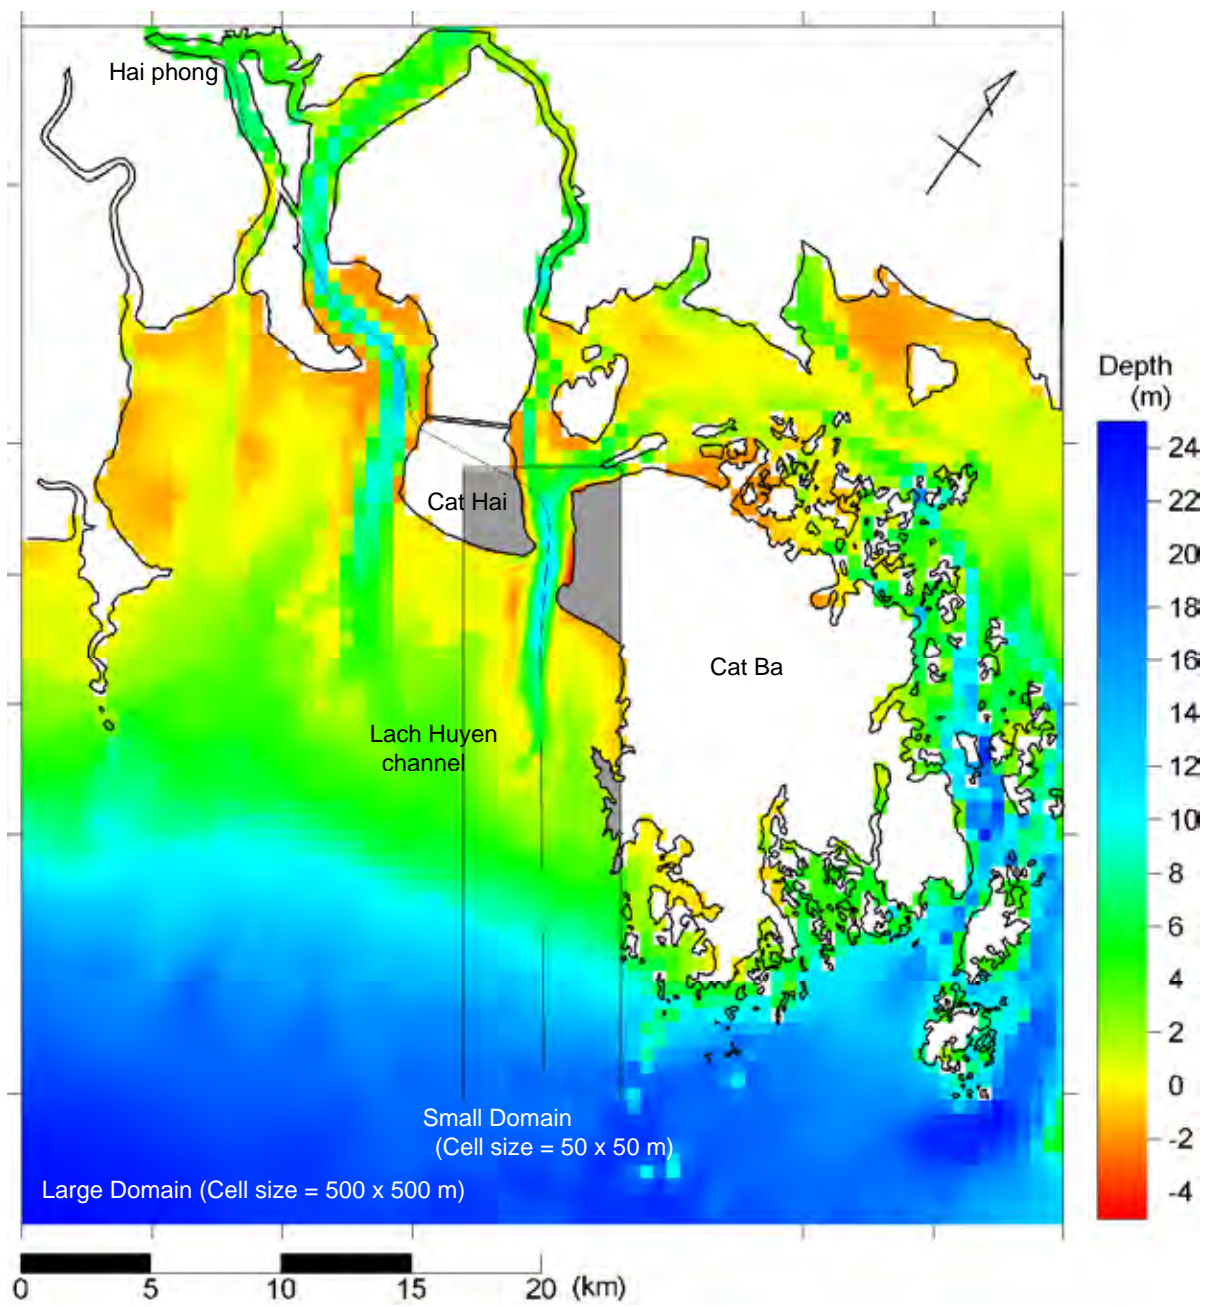 Hai phong
Depth
(m)
24
22
20
18
16
14
12
10
8
6
4
2
0
-2
-4
Cat Hai
Cat Ba
Lach Huyen
channel
Small Domain
(Cell size = 50 x 50 m)
Large Domain (Cell size = 500 x 500 m)
0 5 10 15 20 (km)